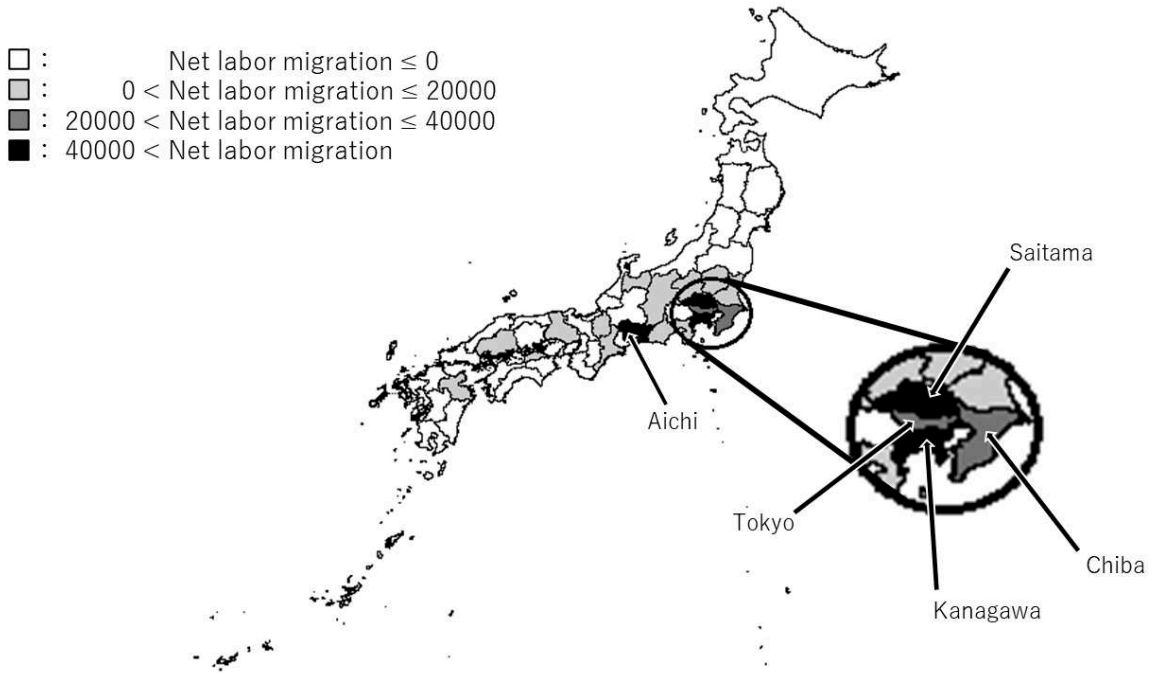 : Net labor migration ≤ 0
: 0 < Net labor migration ≤ 20000
: 20000 < Net labor migration ≤ 40000
: 40000 < Net labor migration
Saitama
Aichi
Tokyo
Chiba
Kanagawa